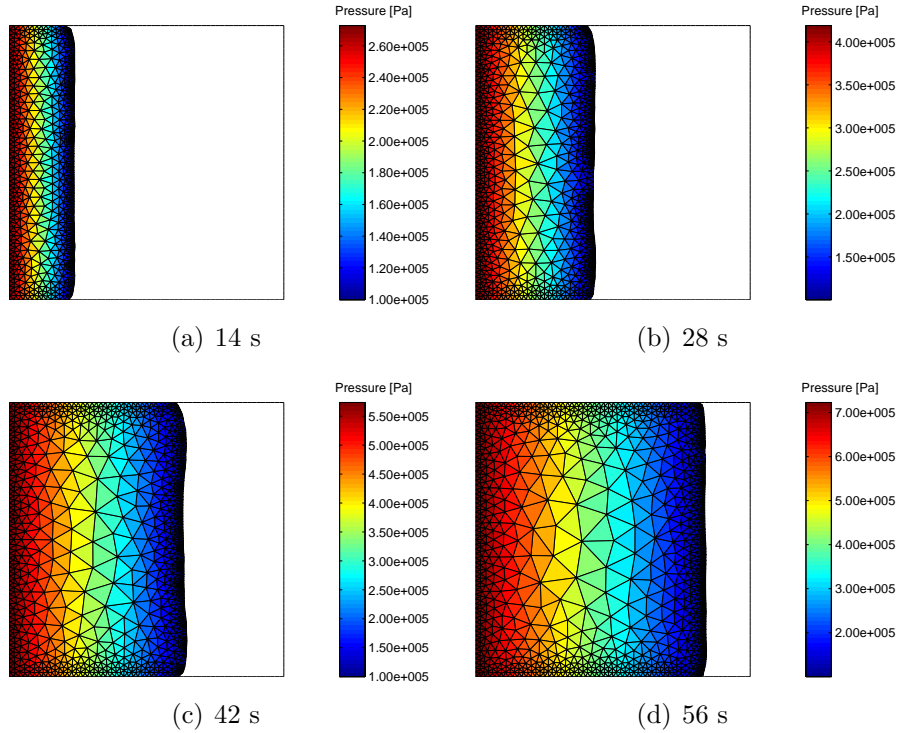 Pressure [Pa]
2.60e+005
2.40e+005
2.20e+005
2.00e+005
1.80e+005
1.60e+005
1.40e+005
1.20e+005
1.00e+005
(a) 14 s
Pressure [Pa]
4.00e+005
3.50e+005
3.00e+005
2.50e+005
2.00e+005
1.50e+005
(b) 28 s
Pressure [Pa]
5.50e+005
5.00e+005
4.50e+005
4.00e+005
3.50e+005
3.00e+005
2.50e+005
2.00e+005
1.50e+005
1.00e+005
(c) 42 s
Pressure [Pa]
7.00e+005
6.00e+005
5.00e+005
4.00e+005
3.00e+005
2.00e+005
(d) 56 s